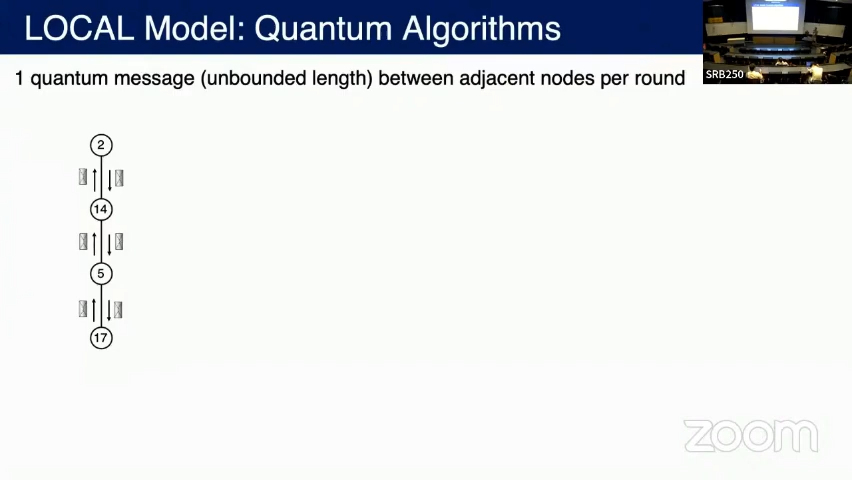 LOCAL Model: Quantum Algorithms
SRB250
1 quantum message (unbounded length) between adjacent nodes per round
2
14
5
17
zoom